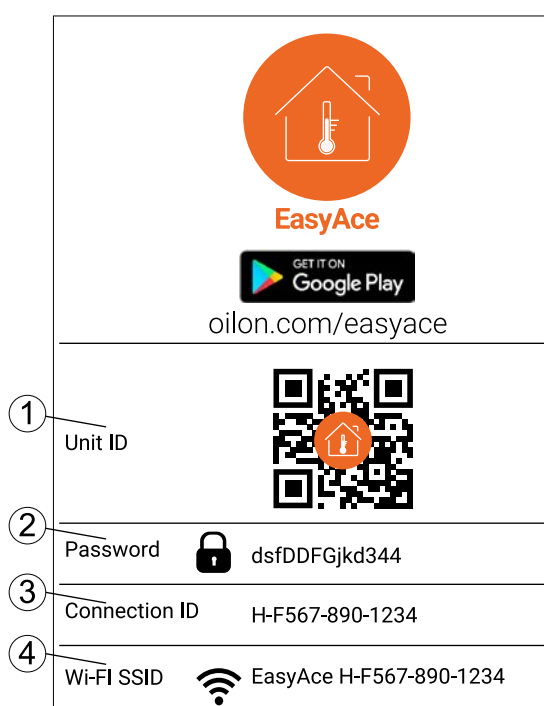 EasyAce
GET IT ON
Google Play
oilon.com/easyace
1
Unit ID
2
Password dsfDDFGjkd344
3
Connection ID H-F567-890-1234
4
Wi-FI SSID EasyAce H-F567-890-1234